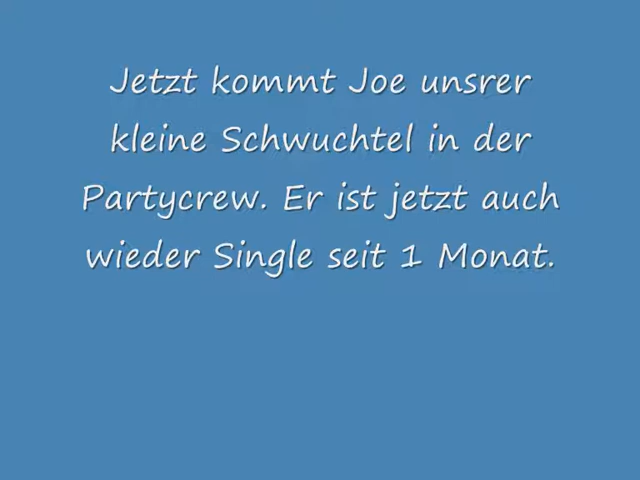 Jetzt kommt Joe unsrer
kleine Schwuchtel in der
Partycrew. Er ist jetzt auch
wieder Single seit 1 Monat.